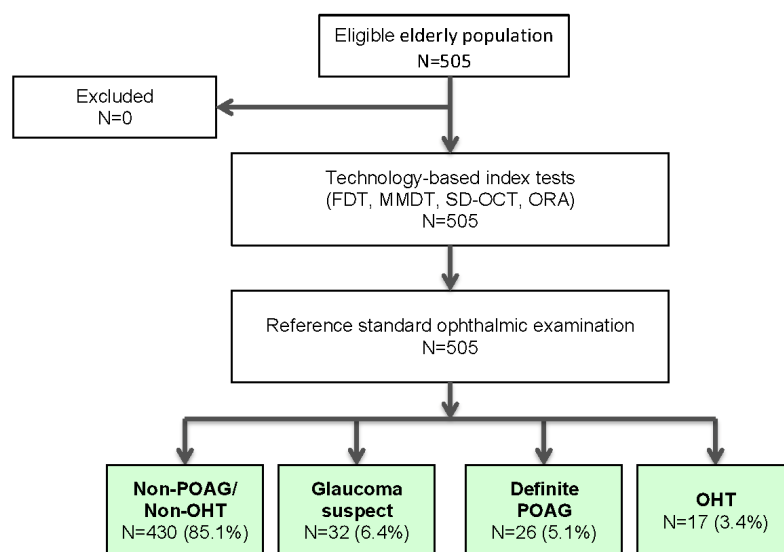 Eligible elderly population
N=505
Excluded
N=0
Technology-based index tests
(FDT, MMDT, SD-OCT, ORA)
N=505
Reference standard ophthalmic examination
N=505
Non-POAG/
Non-OHT
N=430 (85.1%)
Glaucoma
suspect
N=32 (6.4%)
Definite
POAG
N=26 (5.1%)
OHT
N=17 (3.4%)